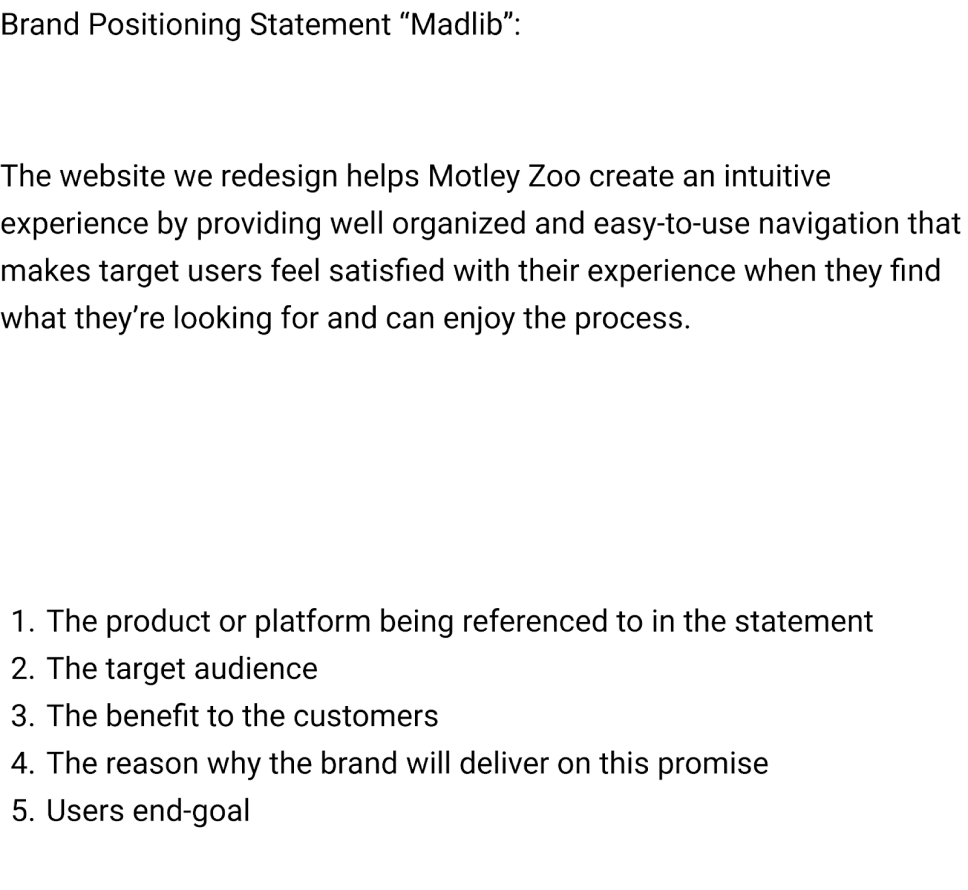 Brand Positioning Statement “Madlib”:
The website we redesign helps Motley Zoo create an intuitive
experience by providing well organized and easy-to-use navigation that
makes target users feel satisfied with their experience when they find
what they’re looking for and can enjoy the process.
1. The product or platform being referenced to in the statement
2. The target audience
3. The benefit to the customers
4. The reason why the brand will deliver on this promise
5. Users end-goal